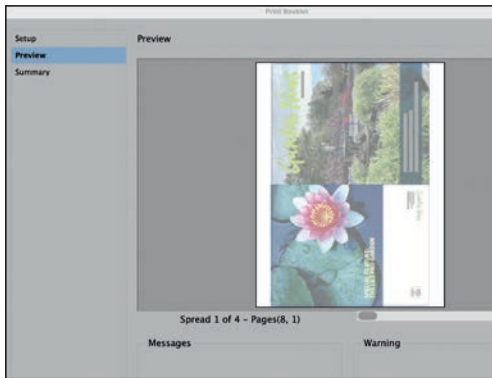 Print Booklet
Setup
Preview
Summary
Preview
Spread 1 of 4 – Pages(8, 1)
Messages
Warning